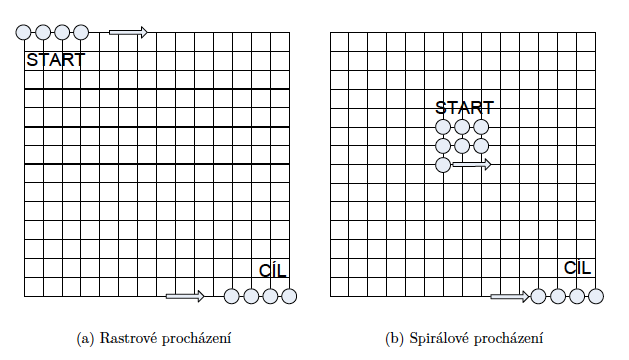 START
CÍL
(a) Rastrové procházení
START
CÍL
(b) Spirálové procházení